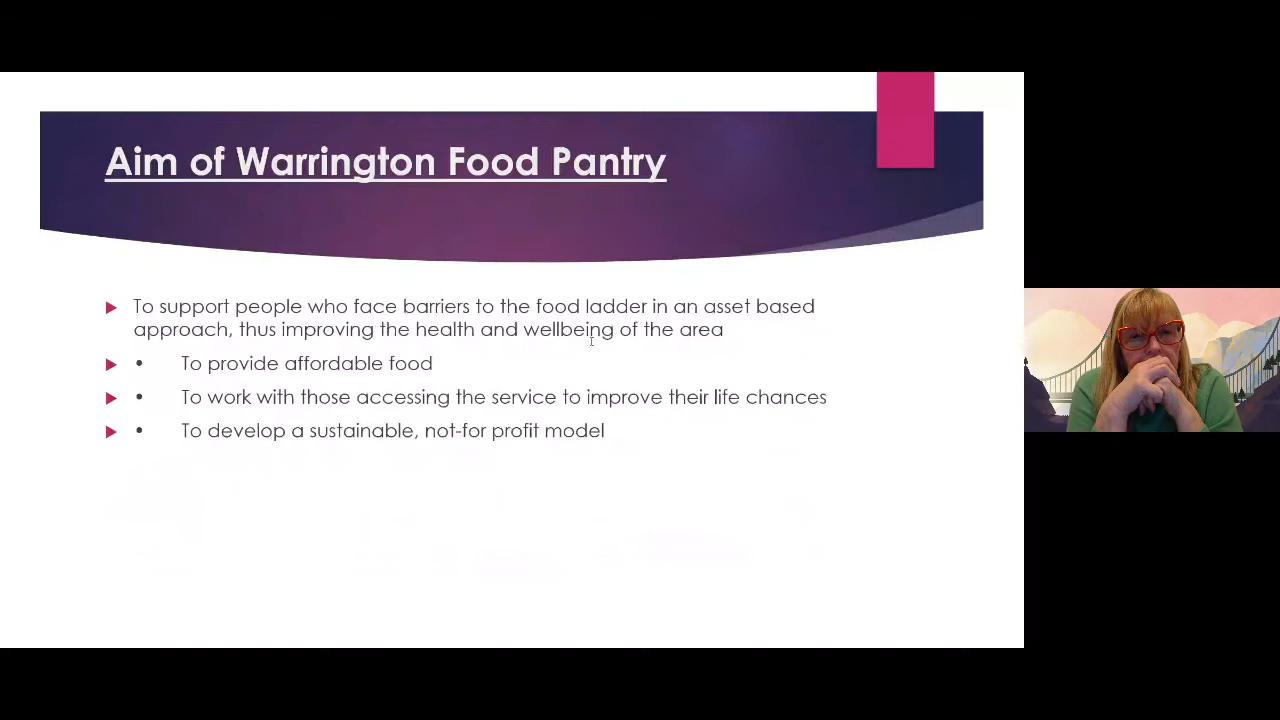 Aim of Warrington Food Pantry
To support people who face barriers to the food ladder in an asset based
approach, thus improving the health and wellbeing of the area
• To provide affordable food
• To work with those accessing the service to improve their life chances
• To develop a sustainable, not-for profit model